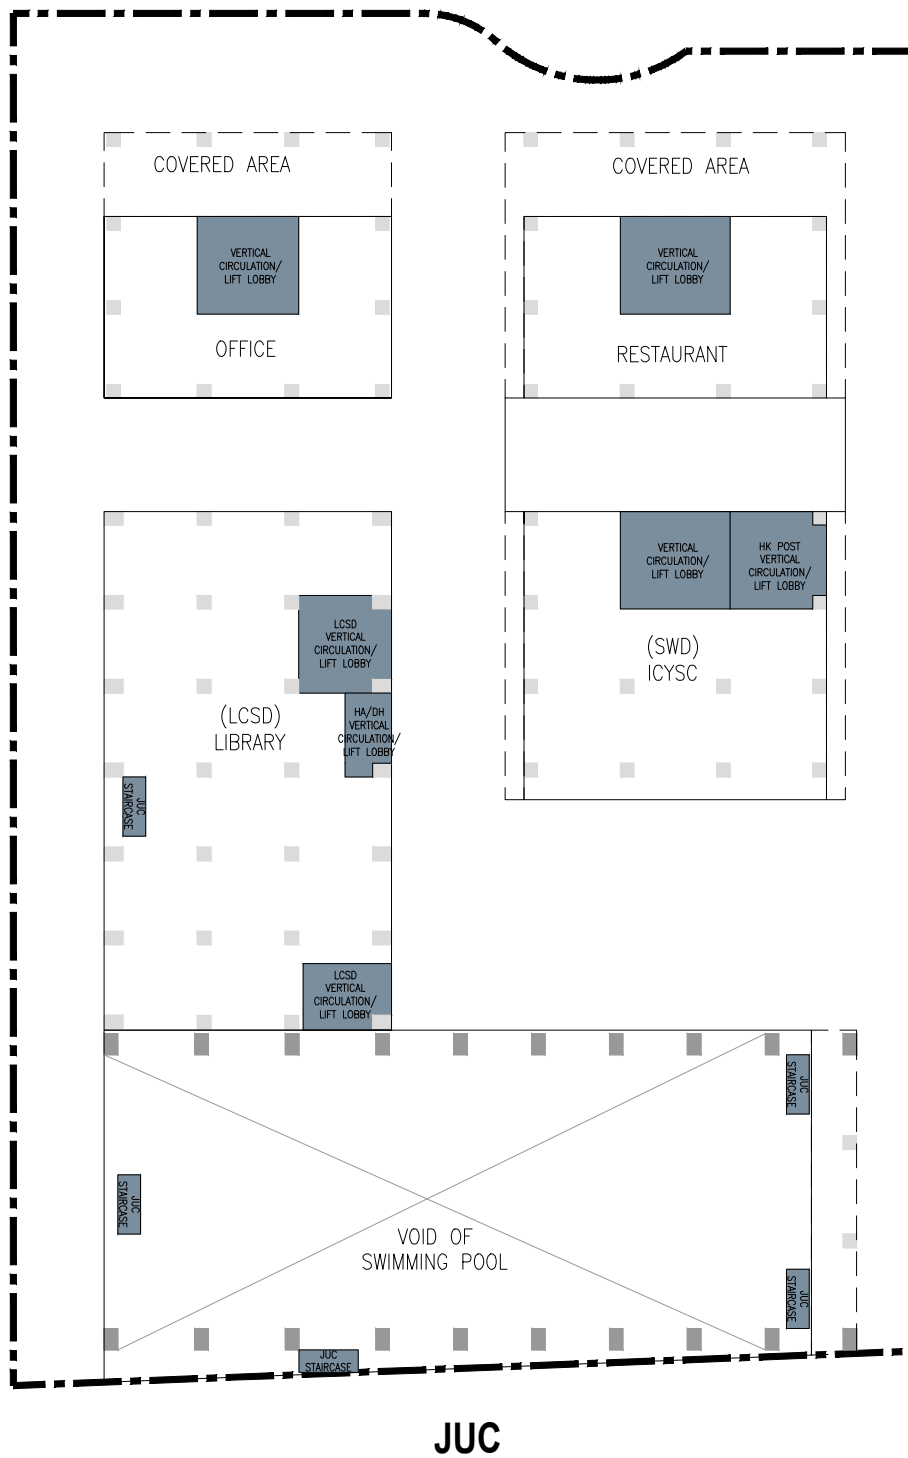 COVERED AREA
COVERED AREA
VERTICAL
CIRCULATION/
LIFT LOBBY
VERTICAL
CIRCULATION/
LIFT LOBBY
OFFICE
RESTAURANT
VERTICAL
CIRCULATION/
LIFT LOBBY
HK POST
VERTICAL
CIRCULATION/
LIFT LOBBY
LCSD
VERTICAL
CIRCULATION/
LIFT LOBBY
(SWD)
ICYSC
(LCSD)
LIBRARY
HA/DH
VERTICAL
CIRCULATION/
LIFT LOBBY
JUC
STAIRCASE
LCSD
VERTICAL
CIRCULATION/
LIFT LOBBY
JUC
STAIRCASE
JUC
STAIRCASE
VOID OF
SWIMMING POOL
JUC
STAIRCASE
JUC
STAIRCASE
JUC